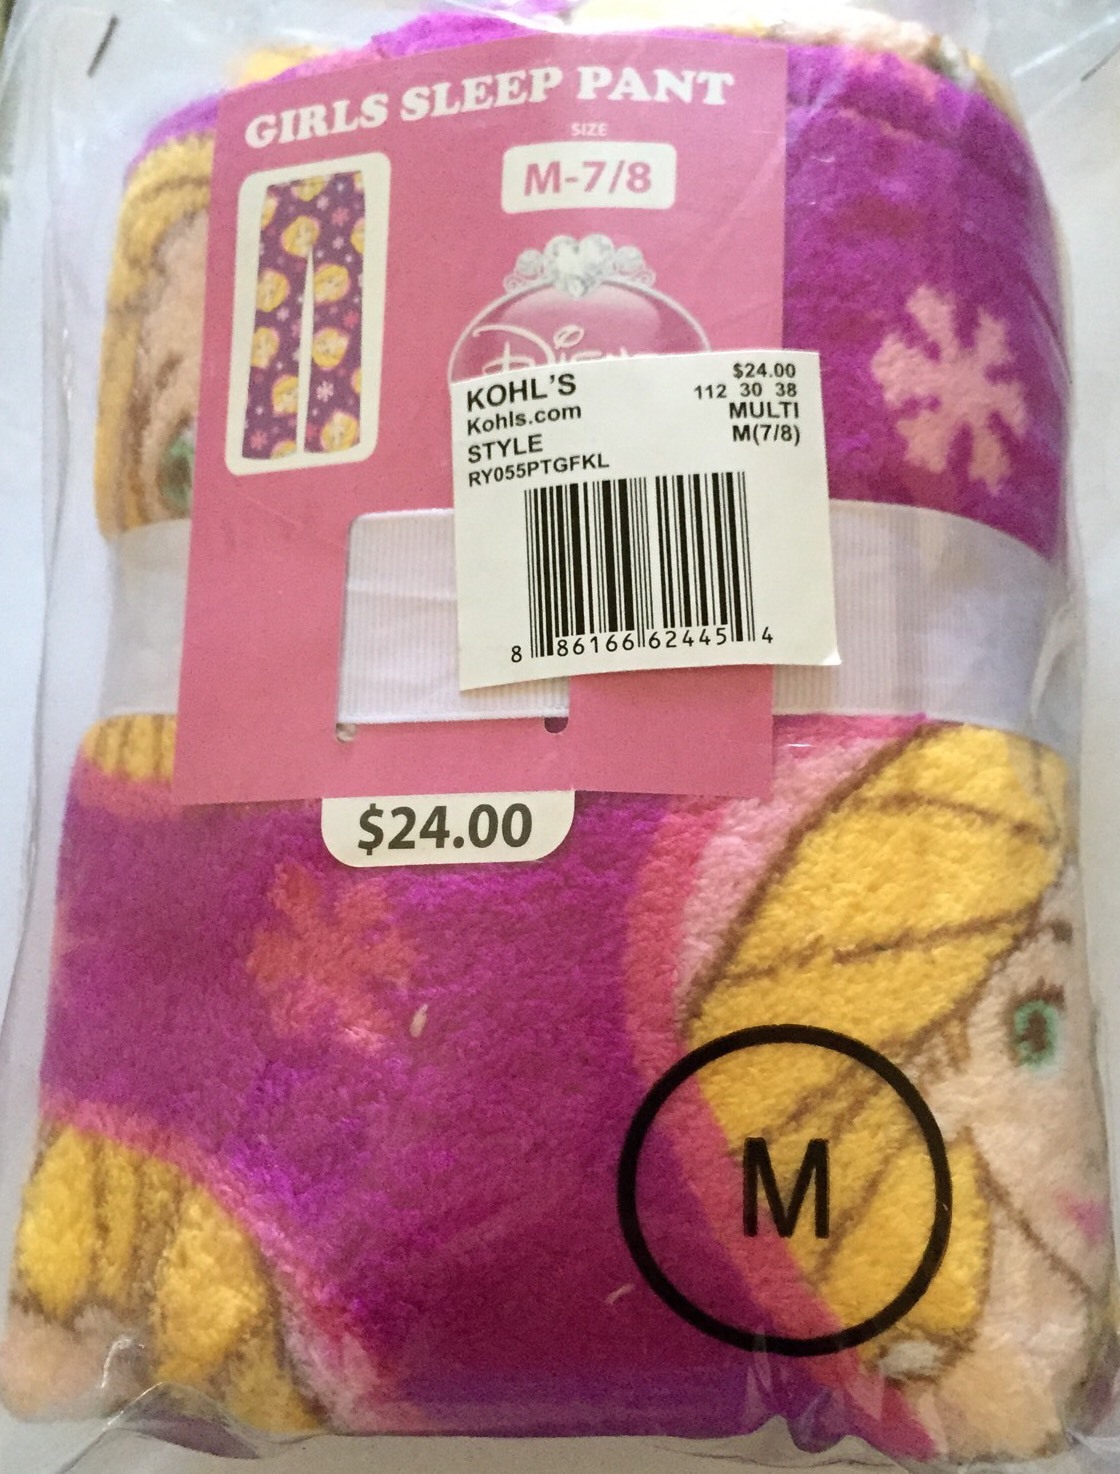 GIRLS SLEEP PANT
SIZE
M-7/8
KOHL'S
Kohls.com
STYLE
RY055PTGFKL
$24.00
112 30 38
MULTI
M(7/8)
8 86166 62445 4
$24.00
M